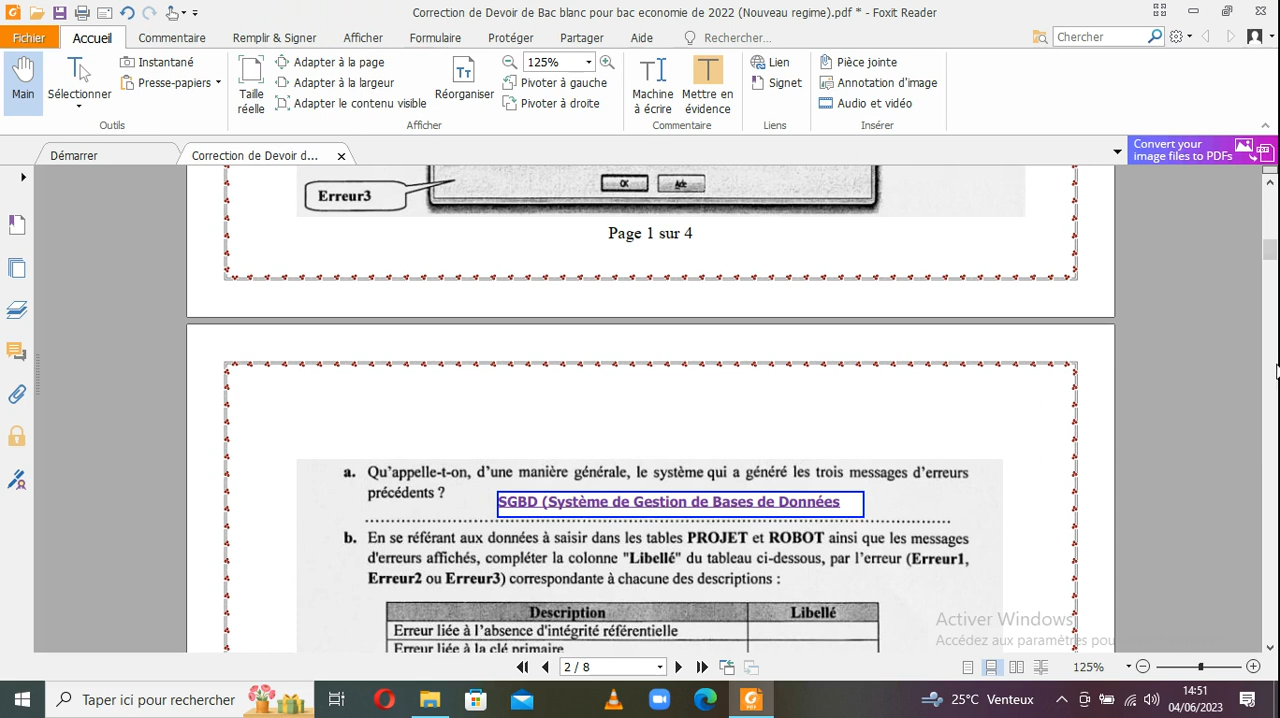 Correction de Devoir de Bac blanc pour bac economie de 2022 (Nouveau regime).pdf * - Foxit Reader
Fichier Accueil Commentaire Remplir & Signer Afficher Formulaire Protéger Partager Aide Rechercher... Chercher
Main
Sélectionner
Instantané
Presse-papiers
Outils
Taille réelle
Adapter à la page
Adapter à la largeur
Adapter le contenu visible
Réorganiser
125%
Pivoter à gauche
Pivoter à droite
Afficher
Machine à écrire
Mettre en évidence
Commentaire
Lien
Signet
Liens
Pièce jointe
Annotation d'image
Audio et vidéo
Insérer
Démarrer
Correction de Devoir d...
Convert your
image files to PDFs
Erreur3
OK
Page 1 sur 4
a. Qu'appelle-t-on, d'une manière générale, le système qui a généré les trois messages d'erreurs
précédents ?
SGBD (Système de Gestion de Bases de Données
b. En se référant aux données à saisir dans les tables PROJET et ROBOT ainsi que les messages
d'erreurs affichés, compléter la colonne "Libellé" du tableau ci-dessous, par l'erreur (Erreur1,
Erreur2 ou Erreur3) correspondante à chacune des descriptions :
Description Libellé
Erreur liée à l'absence d'intégrité référentielle
Erreur liée à la clé primaire
Activer Windows
Accédez aux paramètres pou
2 / 8
125%
Taper ici pour rechercher
25°C Venteux
14:51
04/06/2023